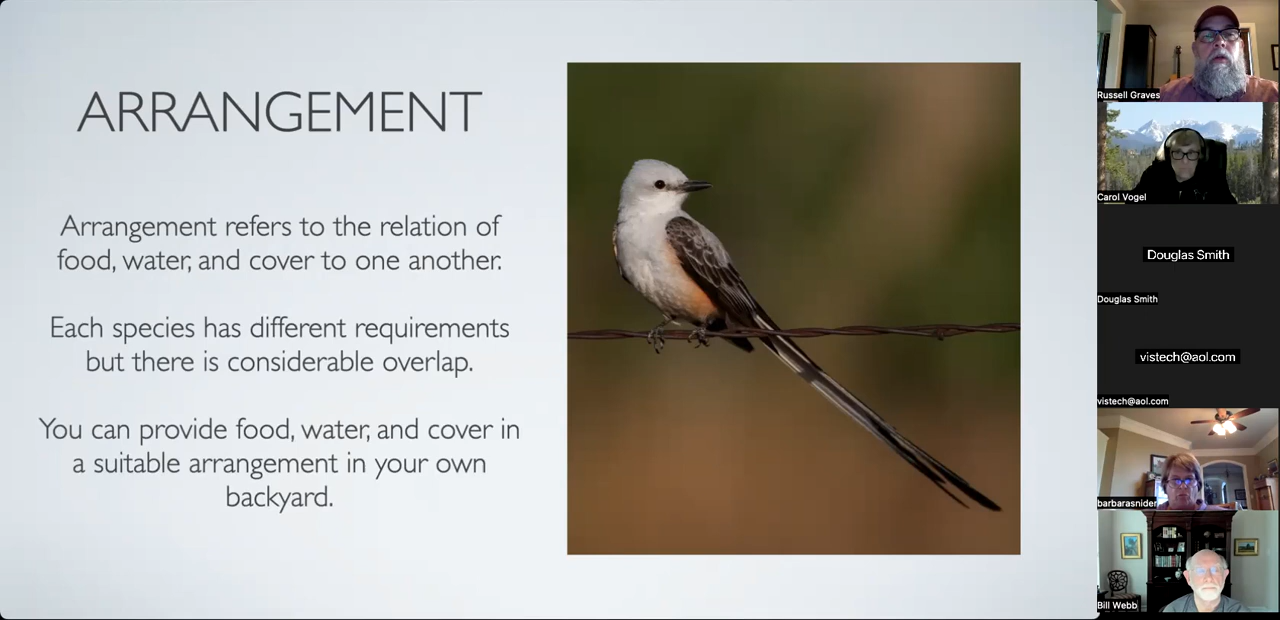 ARRANGEMENT
Arrangement refers to the relation of
food, water, and cover to one another.
Each species has different requirements
but there is considerable overlap.
You can provide food, water, and cover in
a suitable arrangement in your own
backyard.
Russell Graves
Carol Vogel
Douglas Smith
Douglas Smith
vistech@aol.com
vistech@aol.com
barbarasnider
Bill Webb